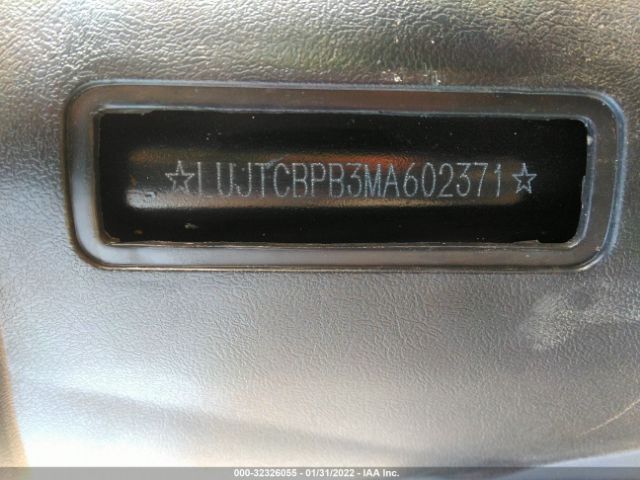 ☆LUJTCBPB3MA602371☆
000-32326055 - 01/31/2022 - IAA Inc.